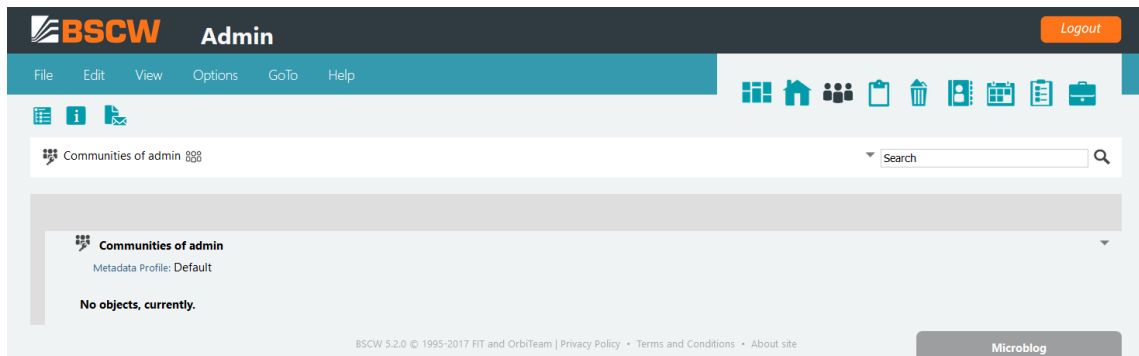 BSCW Admin Logout
File Edit View Options GoTo Help
Communities of admin Search
Communities of admin
Metadata Profile: Default
No objects, currently.
BSCW 5.2.0 © 1995-2017 FIT and OrbiTeam | Privacy Policy • Terms and Conditions • About site
Microblog